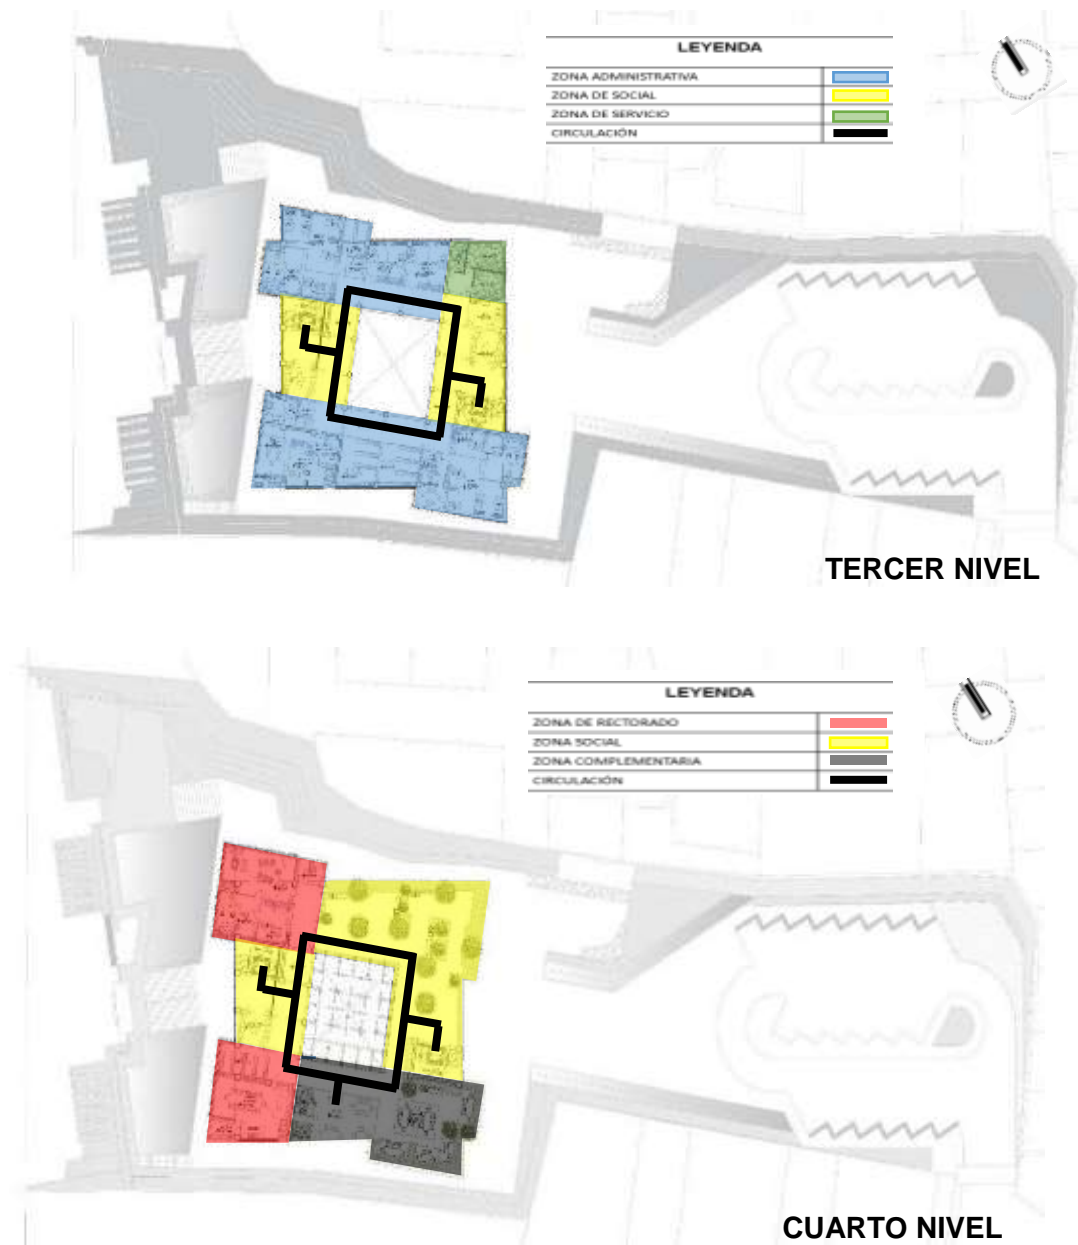 LEYENDA
ZONA ADMINISTRATIVA
ZONA DE SOCIAL
ZONA DE SERVICIO
CIRCULACIÓN
TERCER NIVEL
LEYENDA
ZONA DE RECTORADO
ZONA SOCIAL
ZONA COMPLEMENTARIA
CIRCULACIÓN
CUARTO NIVEL